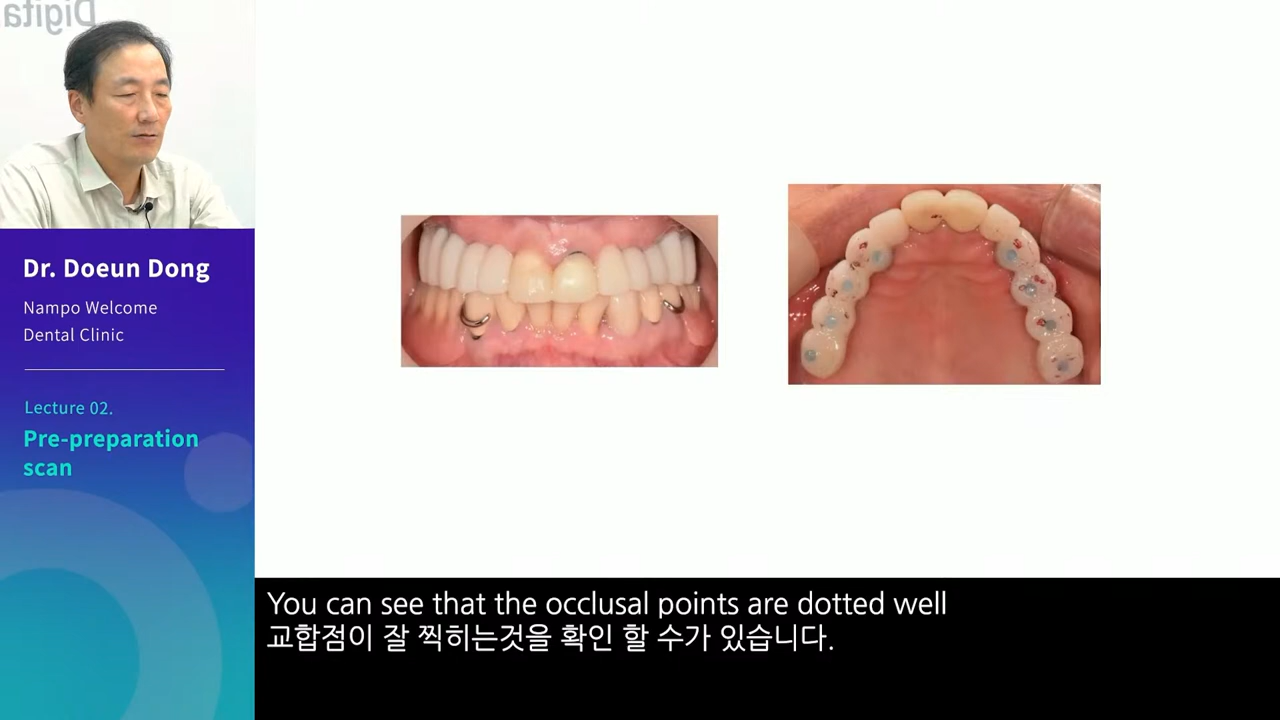 Digita
Dr. Doeun Dong
Nampo Welcome
Dental Clinic
Lecture 02.
Pre-preparation
scan
You can see that the occlusal points are dotted well
교합점이 잘 찍히는것을 확인 할 수가 있습니다.